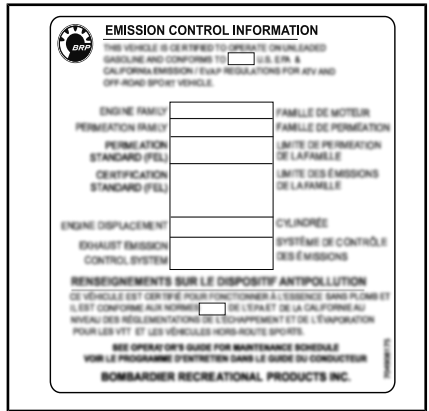 BRP
EMISSION CONTROL INFORMATION
THIS VEHICLE IS CERTIFIED TO OPERATE ON UNLEADED
GASOLINE AND CONFORMS TO U.S. EPA &
CALIFORNIA EMISSION / EVAP REGULATIONS FOR ATV AND
OFF-ROAD SPORT VEHICLE.
ENGINE FAMILY FAMILLE DE MOTEUR
PERMEATION FAMILY FAMILLE DE PERMÉATION
PERMEATION LIMITE DE PERMÉATION
STANDARD (FEL) DE LA FAMILLE
CERTIFICATION LIMITE DES ÉMISSIONS
STANDARD (FEL) DE LA FAMILLE
ENGINE DISPLACEMENT CYLINDRÉE
EXHAUST EMISSION SYSTÈME DE CONTRÔLE
CONTROL SYSTEM DES ÉMISSIONS
RENSEIGNEMENTS SUR LE DISPOSITIF ANTIPOLLUTION
CE VÉHICULE EST CERTIFIÉ POUR FONCTIONNER À L'ESSENCE SANS PLOMB ET
IL EST CONFORME AUX NORMES DE L'EPA ET DE LA CALIFORNIE AU
NIVEAU DES RÉGLEMENTATIONS DE L'ÉCHAPPEMENT ET DE L'ÉVAPORATION
POUR LES VTT ET LES VÉHICULES HORS-ROUTE SPORTS.
SEE OPERATOR'S GUIDE FOR MAINTENANCE SCHEDULE
VOIR LE PROGRAMME D'ENTRETIEN DANS LE GUIDE DU CONDUCTEUR
BOMBARDIER RECREATIONAL PRODUCTS INC.